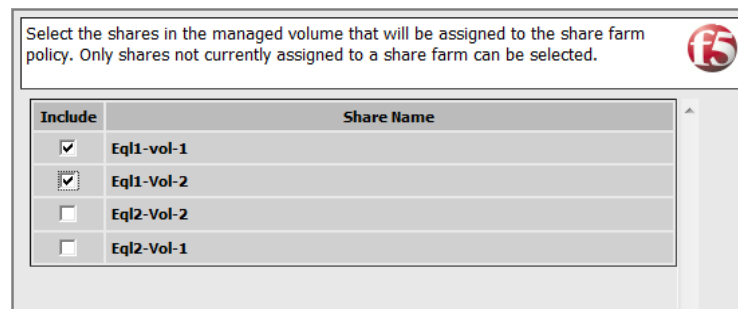 Select the shares in the managed volume that will be assigned to the share farm
policy. Only shares not currently assigned to a share farm can be selected.
f5
Include Share Name
Eql1-vol-1
Eql1-Vol-2
Eql2-Vol-2
Eql2-Vol-1